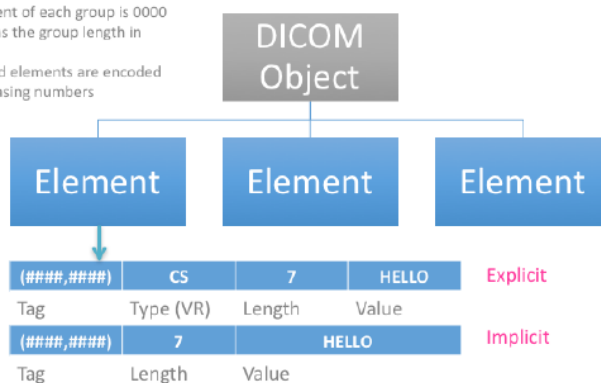 ent of each group is 0000
as the group length in
d elements are encoded
asing numbers
DICOM
Object
Element Element Element
(####,####) CS 7 HELLO Explicit
Tag Type (VR) Length Value
(####,####) 7 HELLO Implicit
Tag Length Value